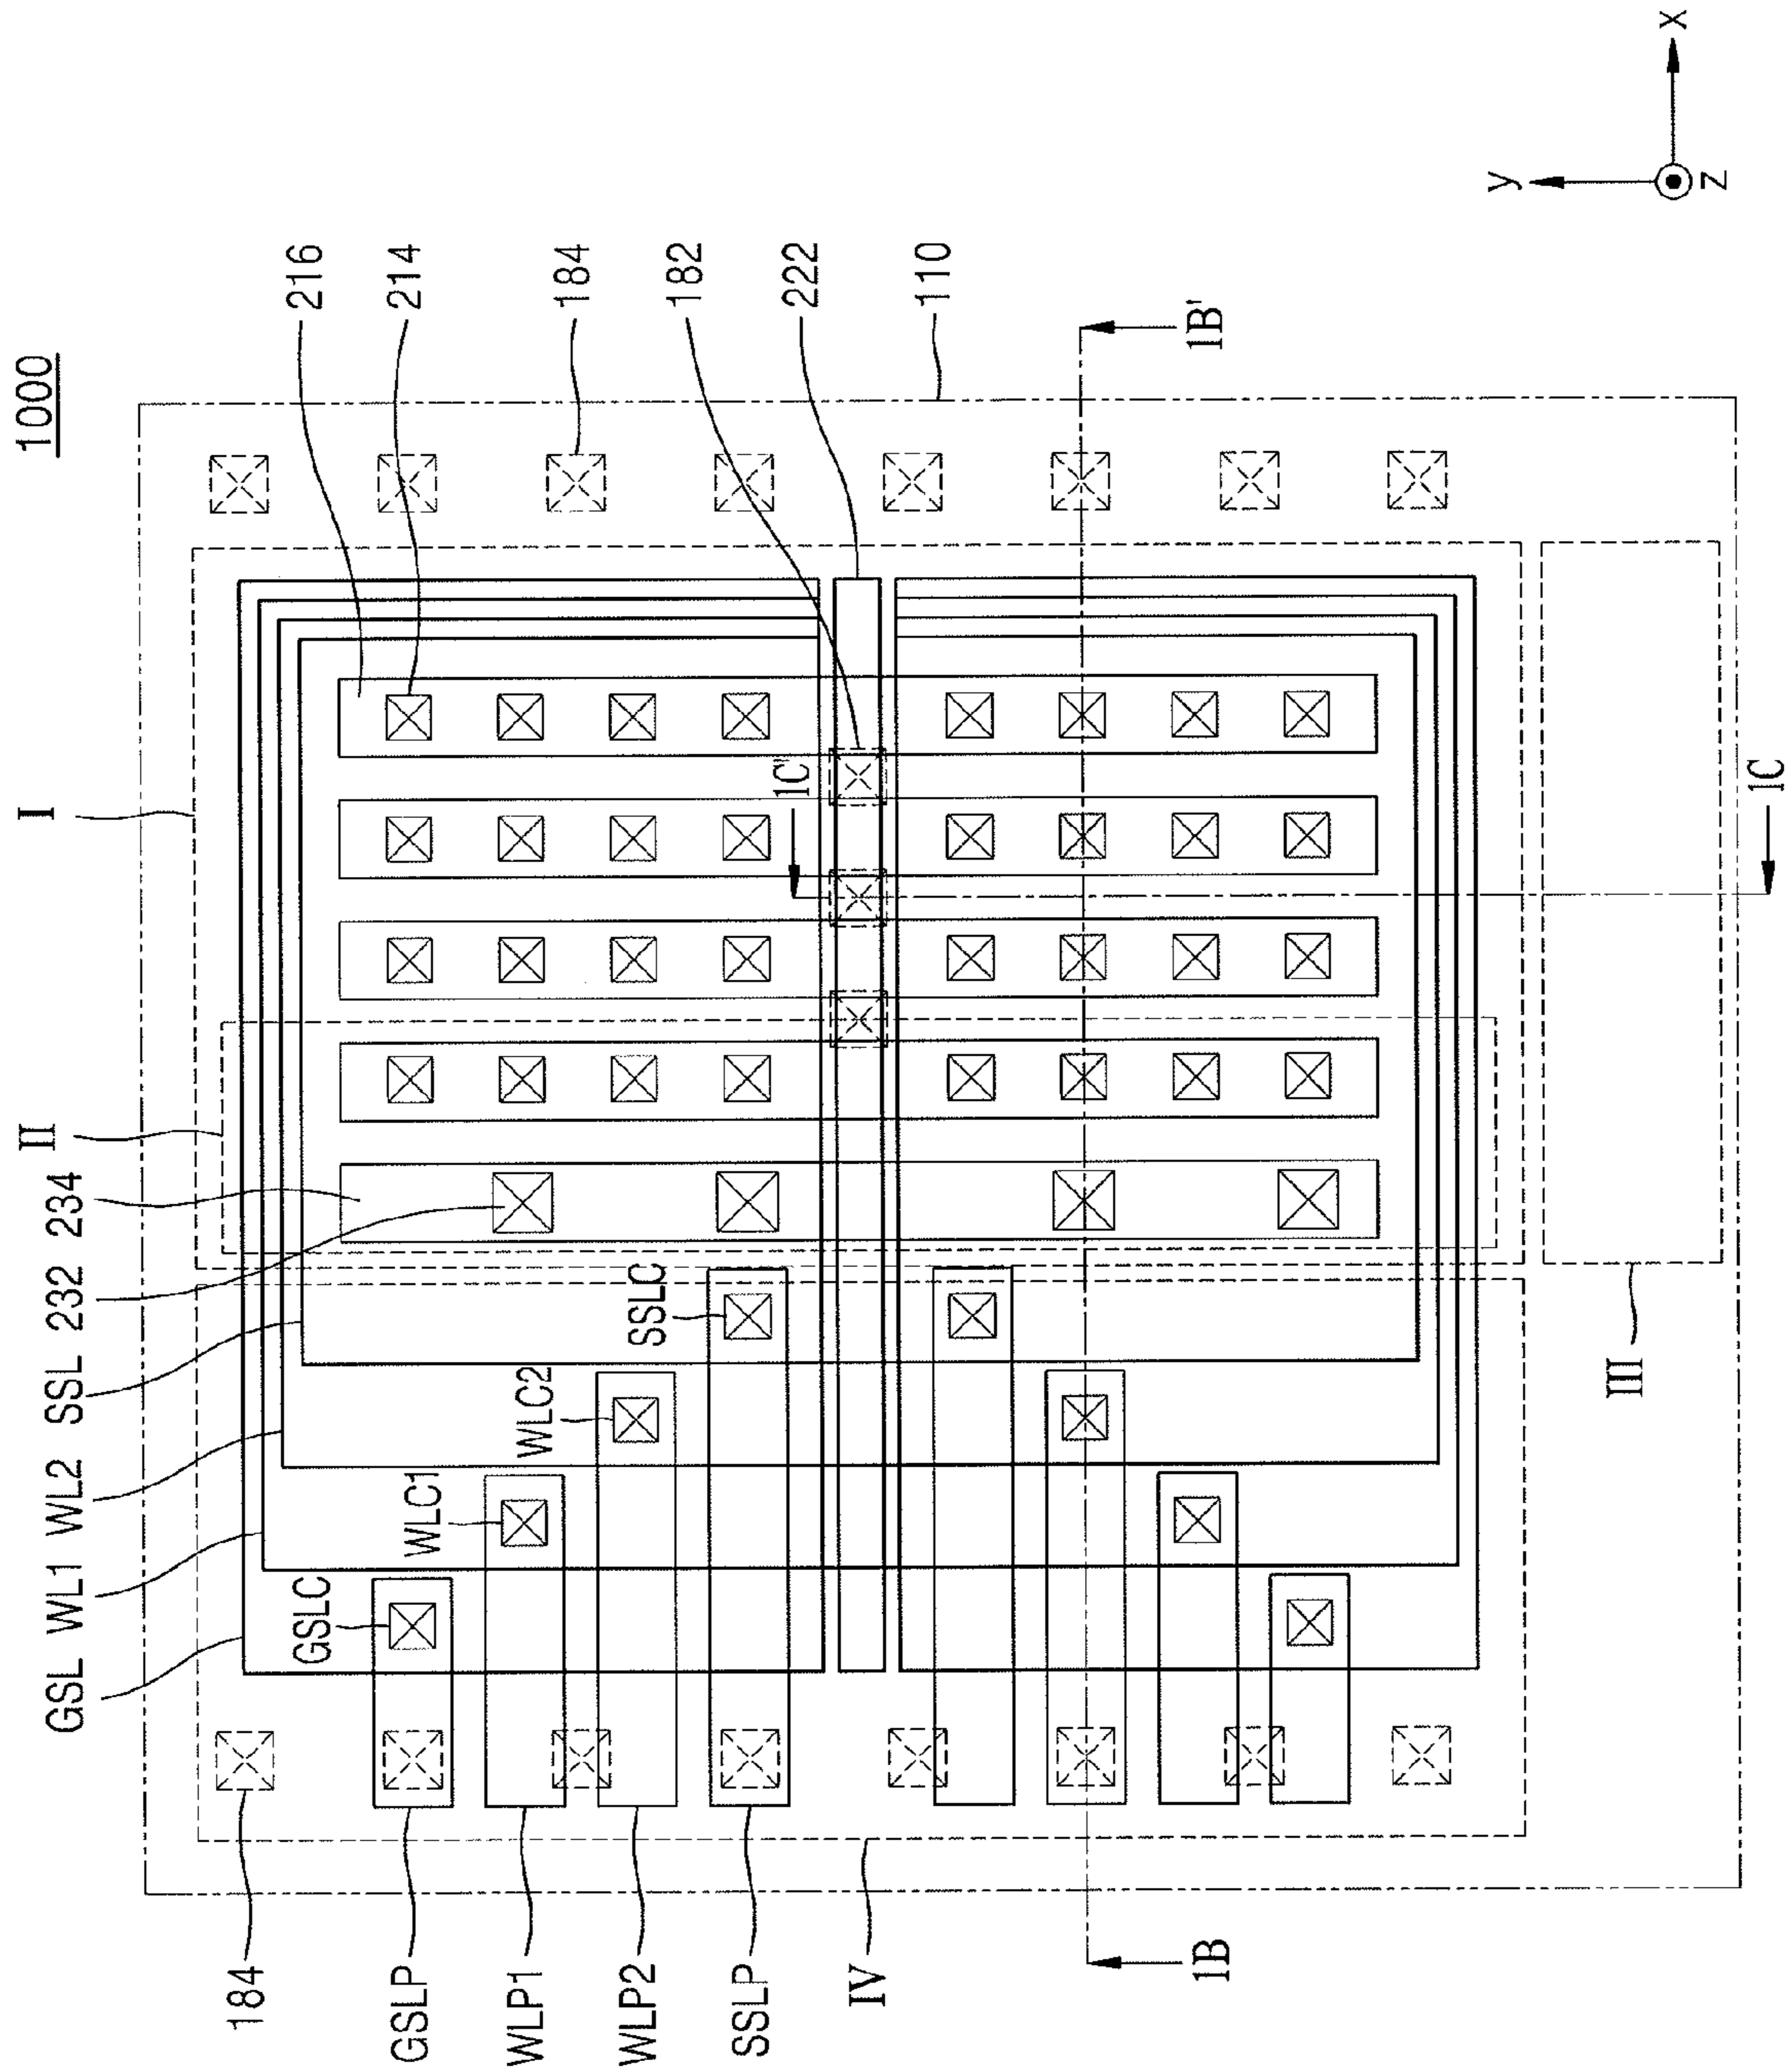 1000
I
II
GSL WL1 WL2 SSL 232 234
216
214
184
182
222
110
1B'
1C'
1C
SSLC
WLC2
WLC1
GSLC
III
184
GSLP
WLP1
WLP2
SSLP
IV
1B
y
x
z